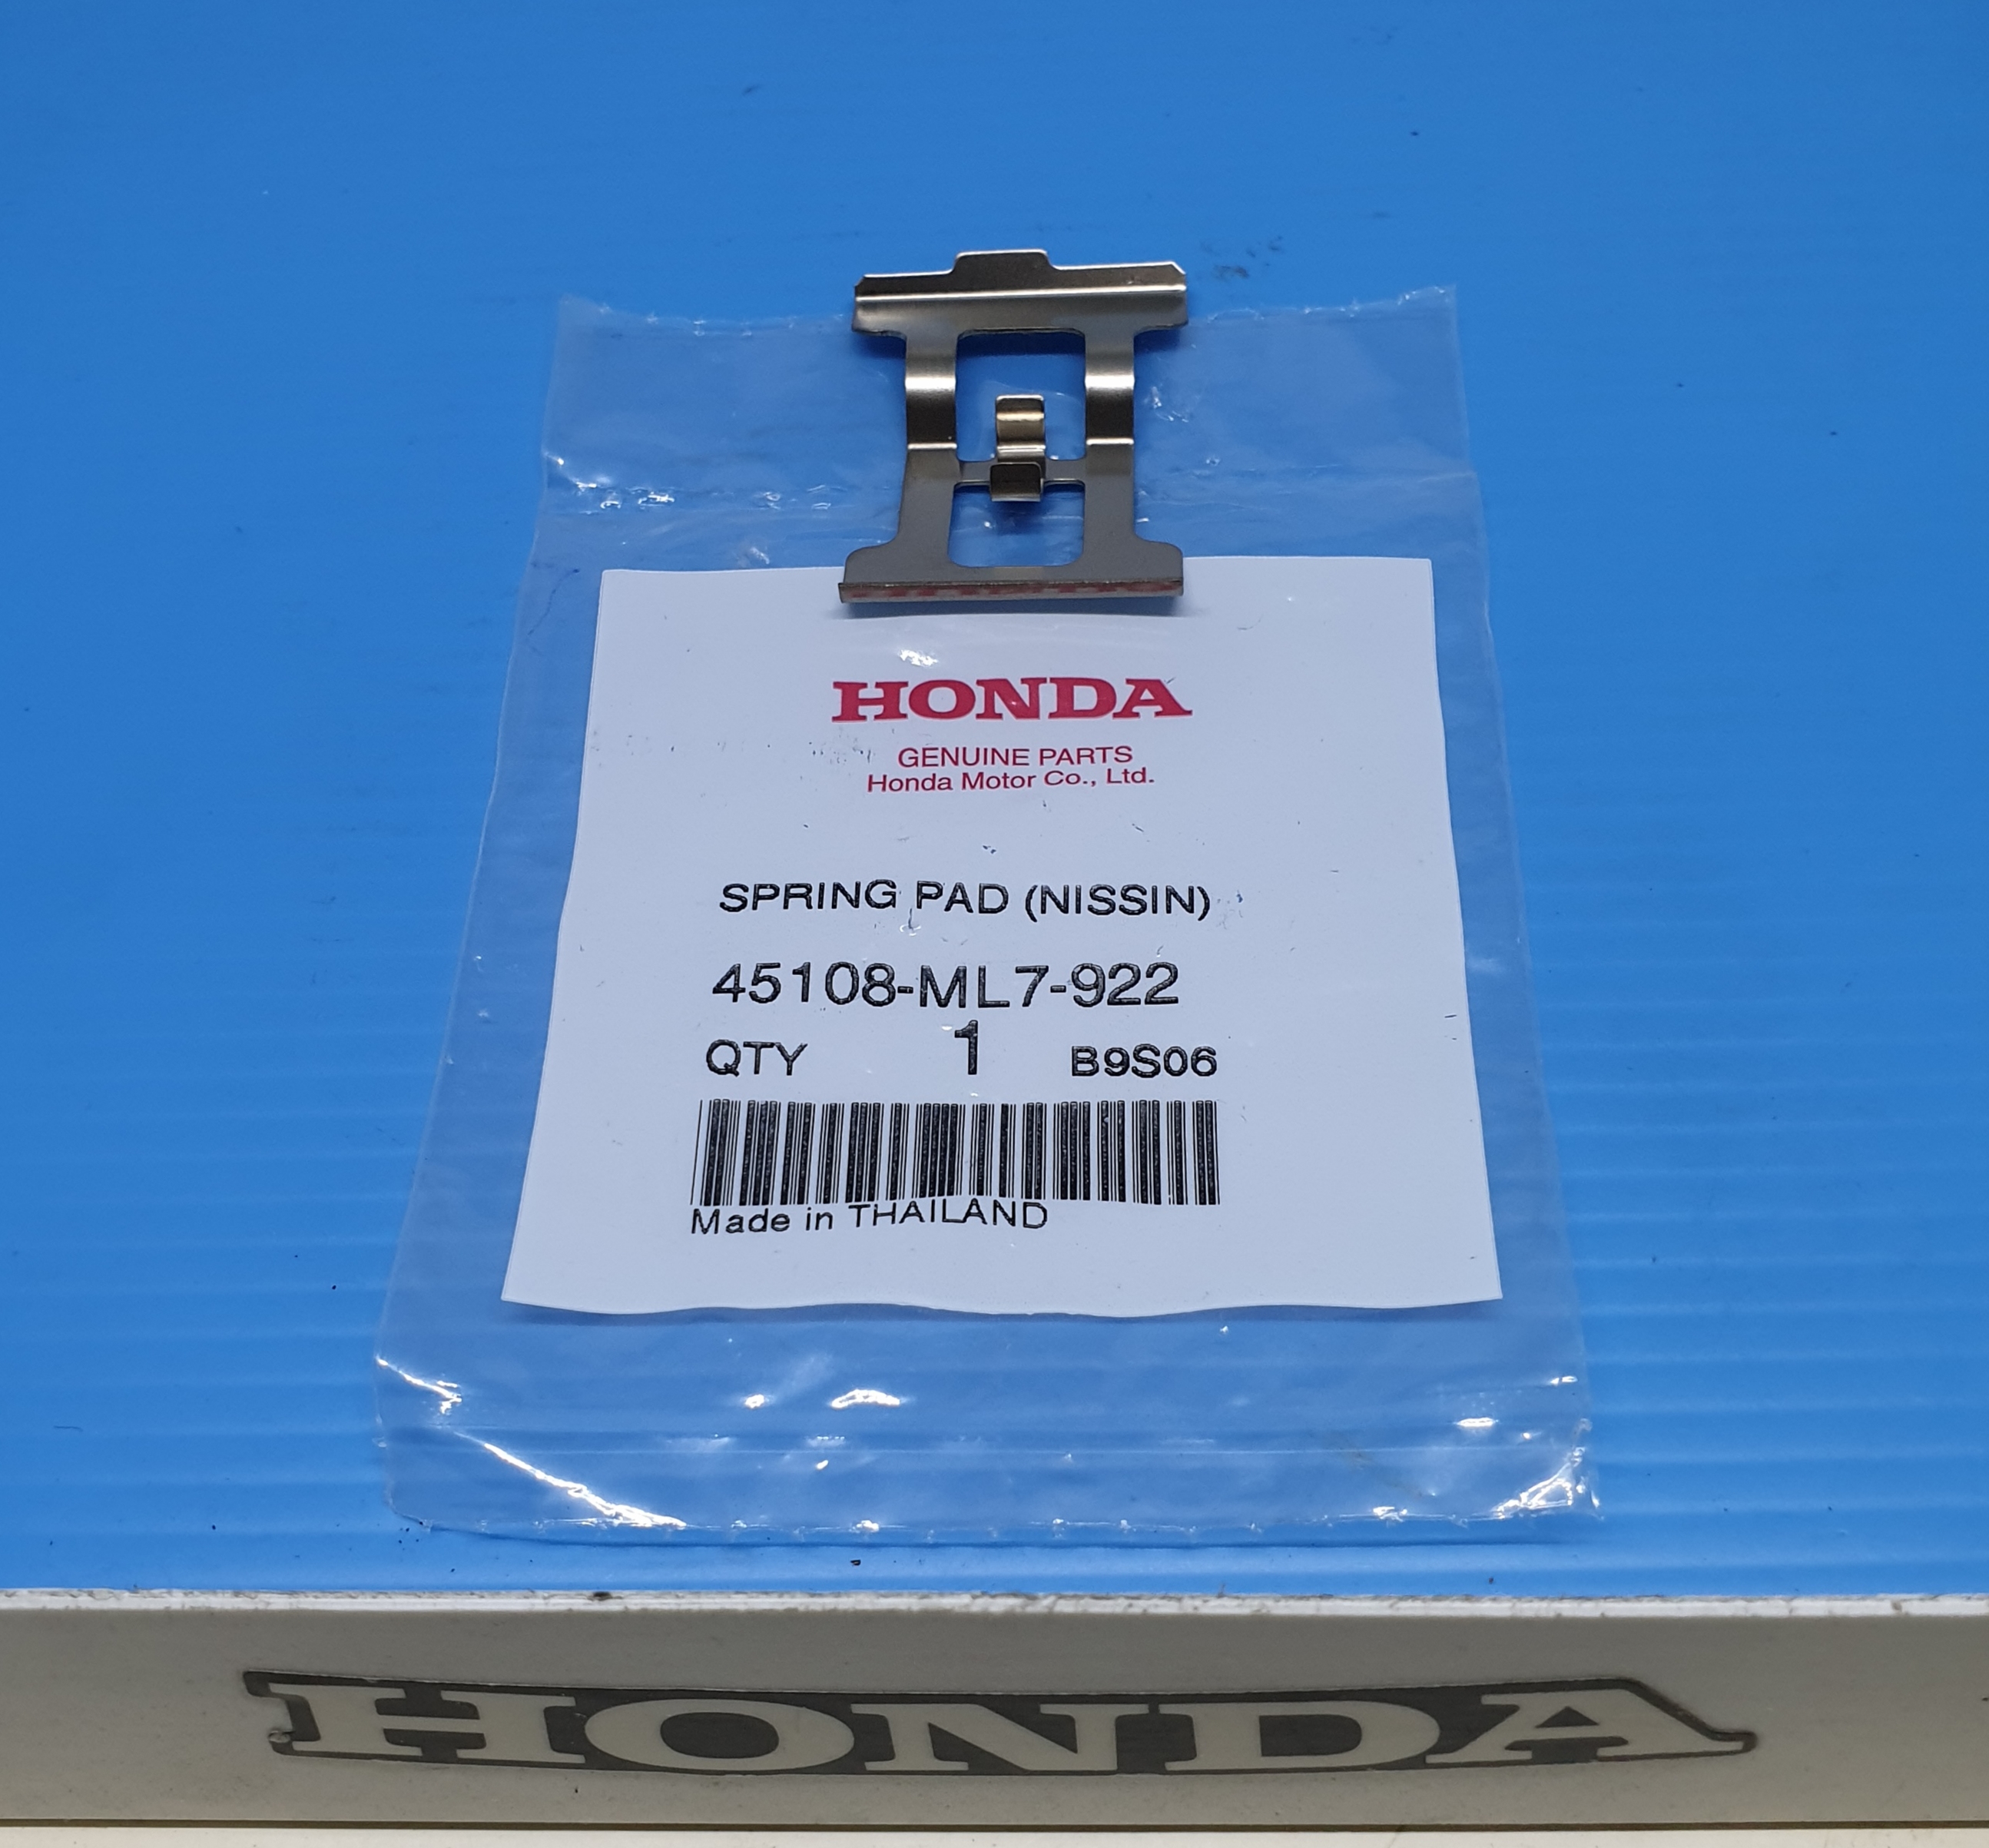 HONDA
GENUINE PARTS
Honda Motor Co., Ltd.
SPRING PAD (NISSIN)
45108-ML7-922
QTY 1 B9S06
Made in THAILAND
HONDA